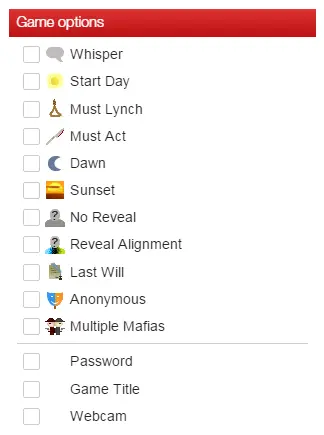 Game options
Whisper
Start Day
Must Lynch
Must Act
Dawn
Sunset
No Reveal
Reveal Alignment
Last Will
Anonymous
Multiple Mafias
Password
Game Title
Webcam